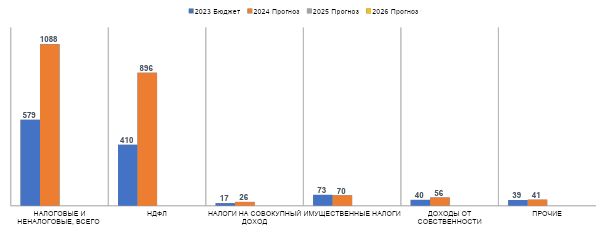 2023 Бюджет 2024 Прогноз 2025 Прогноз 2026 Прогноз
1088
896
579
410
17 26
73 70
40 56
39 41
НАЛОГОВЫЕ И НЕНАЛОГОВЫЕ, ВСЕГО
НДФЛ
НАЛОГИ НА СОВОКУПНЫЙ ДОХОД
ИМУЩЕСТВЕННЫЕ НАЛОГИ
ДОХОДЫ ОТ СОБСТВЕННОСТИ
ПРОЧИЕ